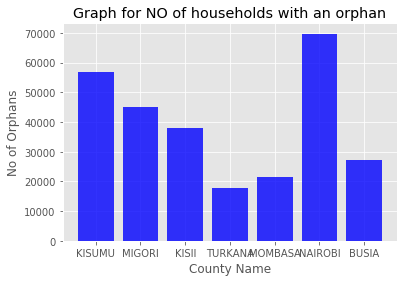 Graph for NO of households with an orphan
No of Orphans
70000
60000
50000
40000
30000
20000
10000
0
KISUMU MIGORI KISII TURKANA MOMBASA NAIROBI BUSIA
County Name